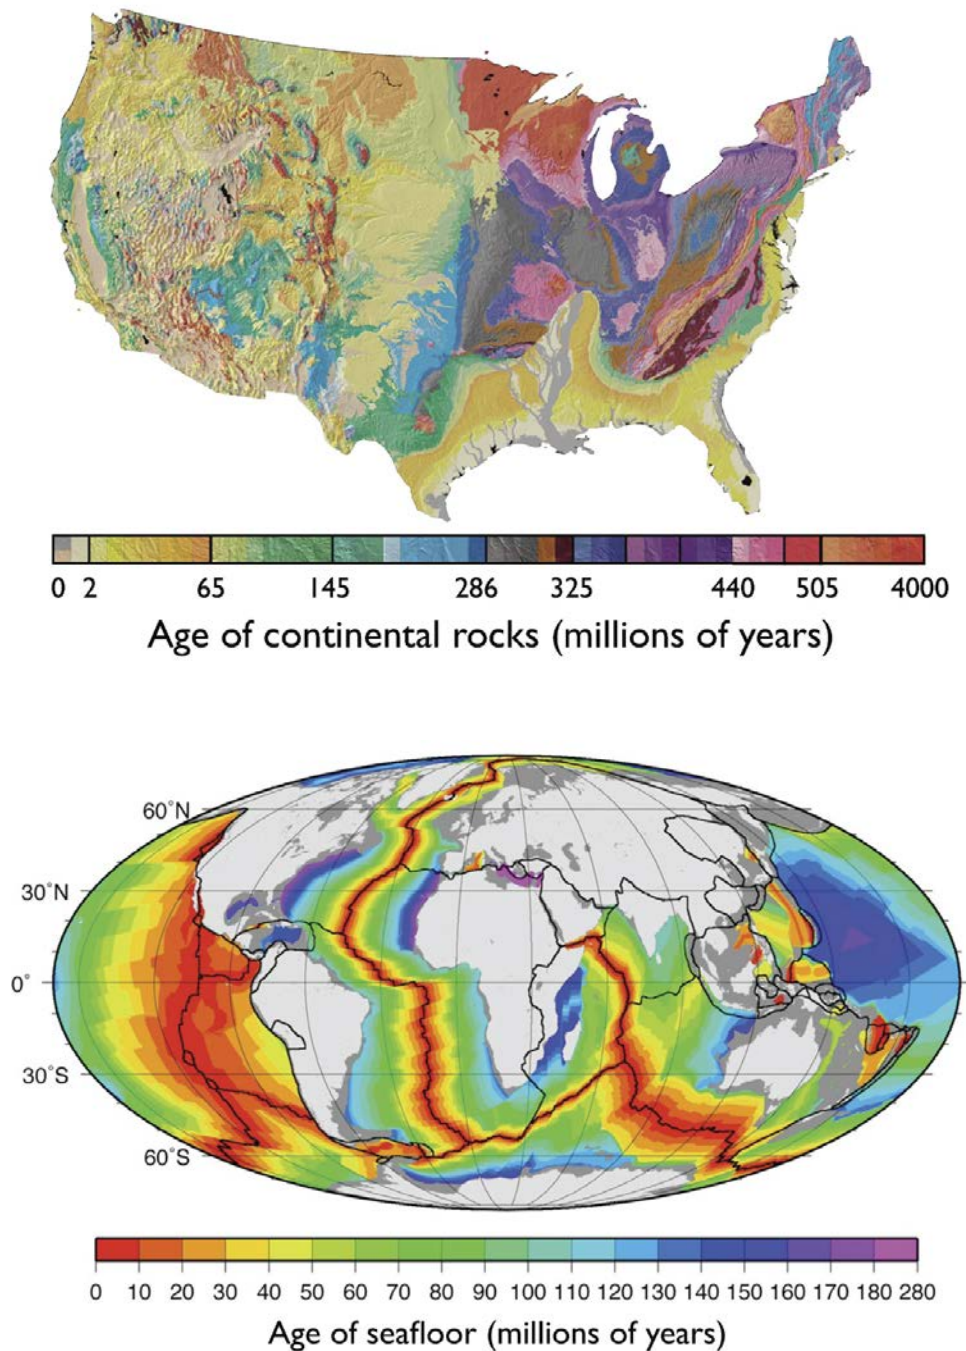 0 2 65 145 286 325 440 505 4000
Age of continental rocks (millions of years)
60°N
30°N
0°
30°S
60°S
0 10 20 30 40 50 60 70 80 90 100 110 120 130 140 150 160 170 180 280
Age of seafloor (millions of years)